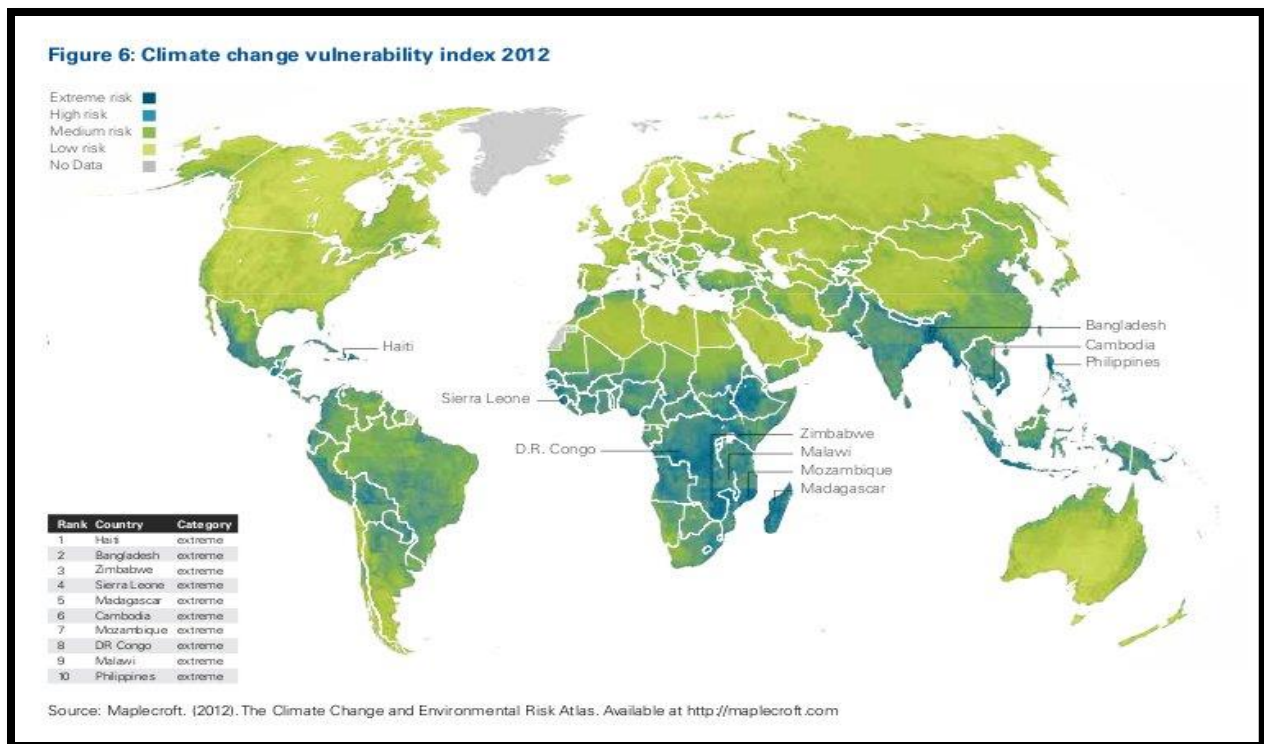 Figure 6: Climate change vulnerability index 2012
Extreme risk
High risk
Medium risk
Low risk
No Data
Haiti
Sierra Leone
D.R. Congo
Bangladesh
Cambodia
Philippines
Zimbabwe
Malawi
Mozambique
Madagascar
Rank Country Category
1 Haiti extreme
2 Bangladesh extreme
3 Zimbabwe extreme
4 Sierra Leone extreme
5 Madagascar extreme
6 Cambodia extreme
7 Mozambique extreme
8 DR Congo extreme
9 Malawi extreme
10 Philippines extreme
Source: Maplecroft. (2012). The Climate Change and Environmental Risk Atlas. Available at http://maplecroft.com